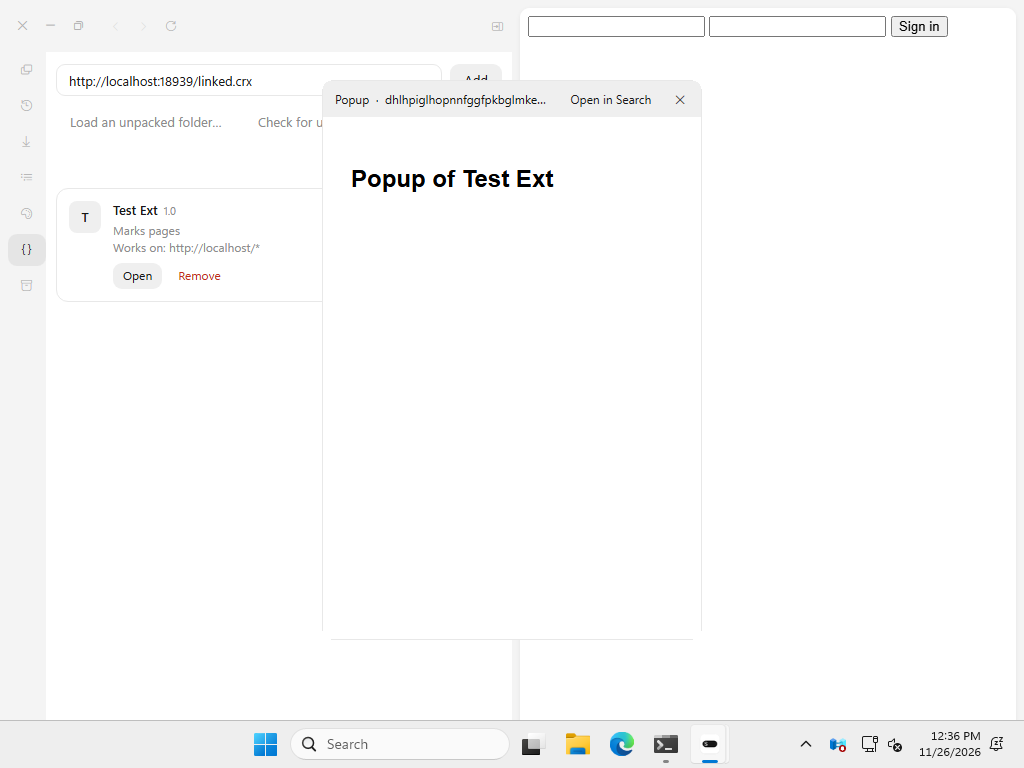 Sign in
http://localhost:18939/linked.crx
Add
Popup · dhlhpiglhopnnfggfpkbglmke... Open in Search
Load an unpacked folder... Check for u
Popup of Test Ext
T
Test Ext 1.0
Marks pages
Works on: http://localhost/*
Open Remove
{ }
Search
12:36 PM
11/26/2026